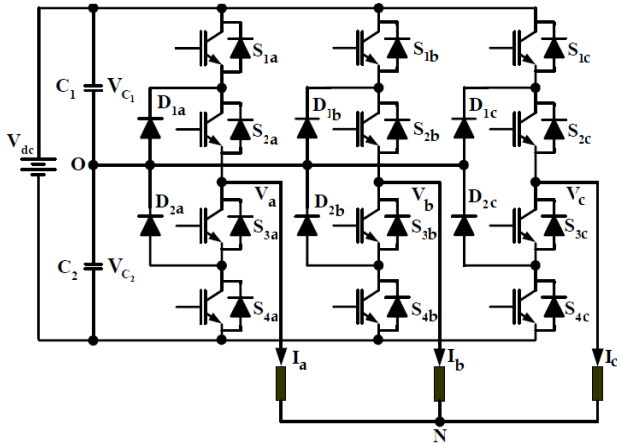 S1a S1b S1c
C1 VC1 D1a D1b D1c
Vdc S2a S2b S2c
O
D2a Va D2b Vb D2c Vc
C2 VC2 S3a S3b S3c
S4a S4b S4c
Ia Ib Ic
N